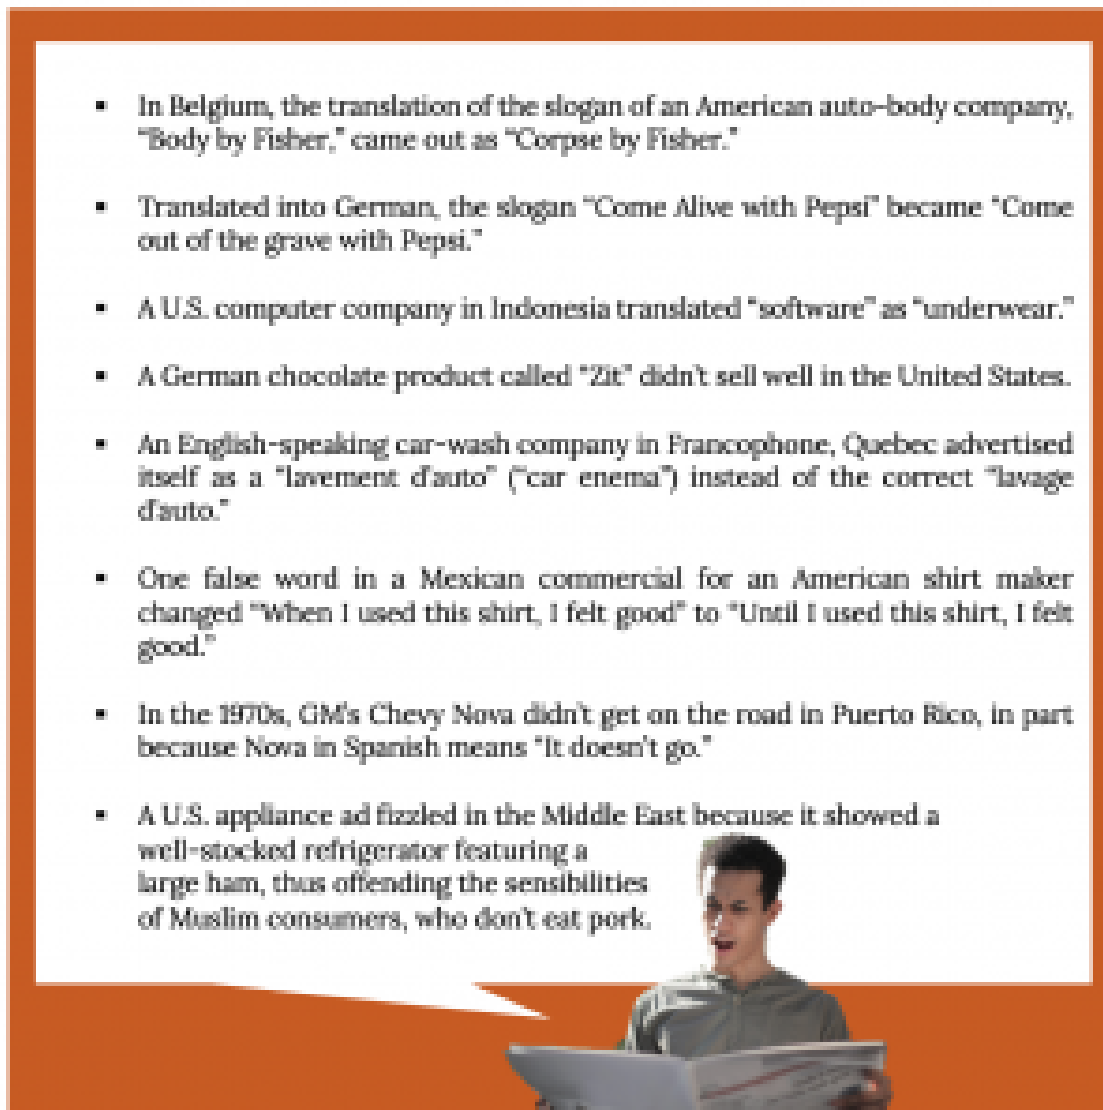 ▪ In Belgium, the translation of the slogan of an American auto-body company,
“Body by Fisher,” came out as “Corpse by Fisher.”
▪ Translated into German, the slogan “Come Alive with Pepsi” became “Come
out of the grave with Pepsi.”
▪ A U.S. computer company in Indonesia translated “software” as “underwear.”
▪ A German chocolate product called “Zit” didn’t sell well in the United States.
▪ An English-speaking car-wash company in Francophone, Quebec advertised
itself as a “lavement d’auto” (“car enema”) instead of the correct “lavage
d’auto.”
▪ One false word in a Mexican commercial for an American shirt maker
changed “When I used this shirt, I felt good” to “Until I used this shirt, I felt
good.”
▪ In the 1970s, GM’s Chevy Nova didn’t get on the road in Puerto Rico, in part
because Nova in Spanish means “It doesn’t go.”
▪ A U.S. appliance ad fizzled in the Middle East because it showed a
well-stocked refrigerator featuring a
large ham, thus offending the sensibilities
of Muslim consumers, who don’t eat pork.